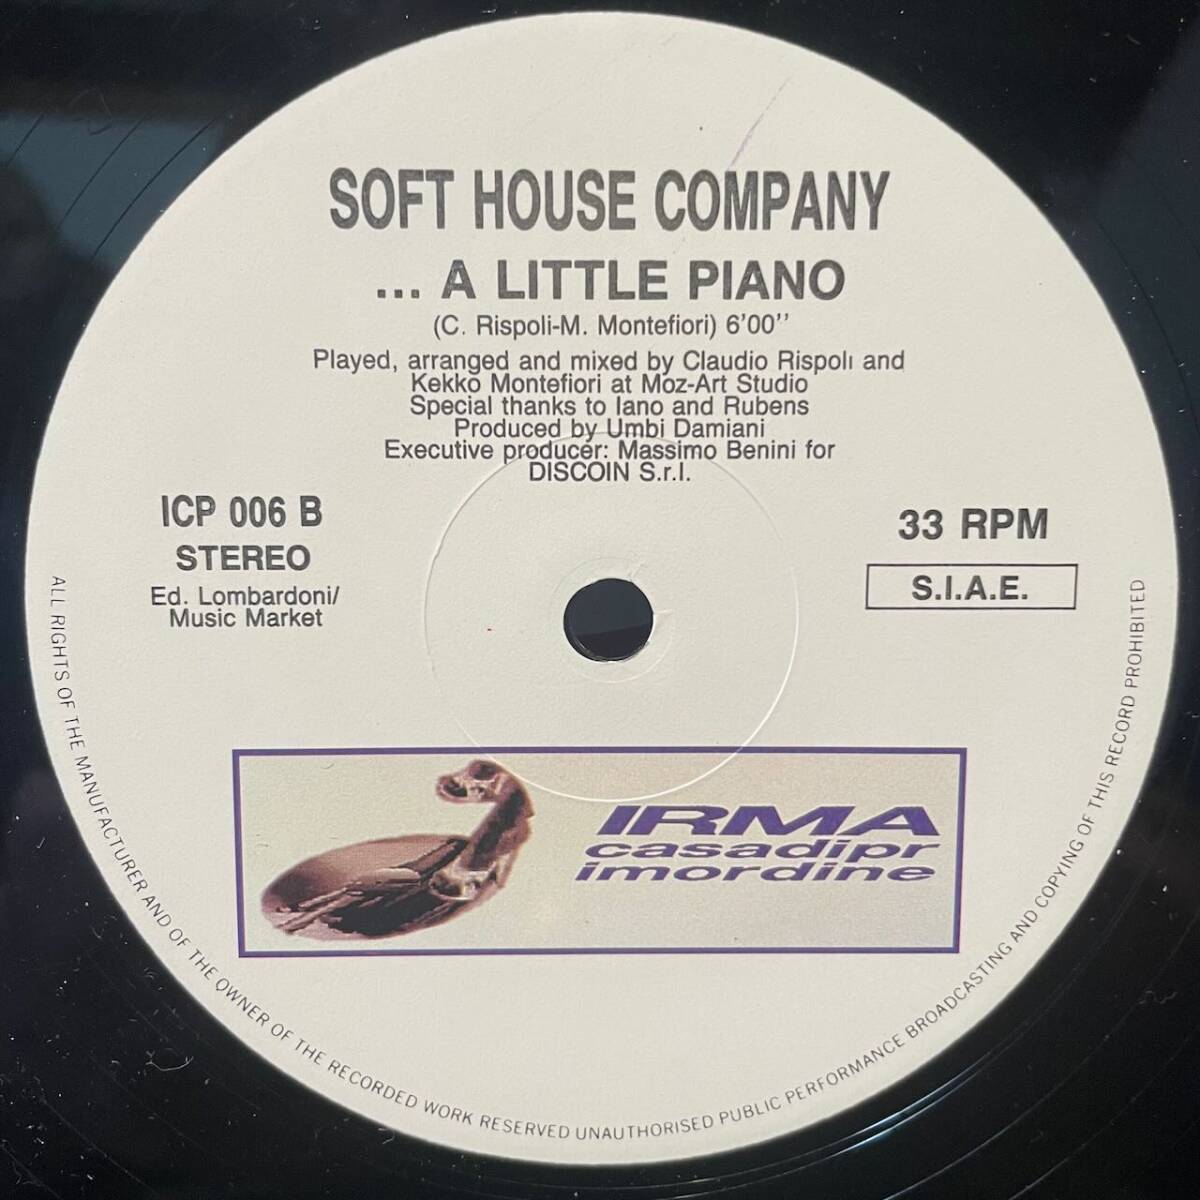 SOFT HOUSE COMPANY
... A LITTLE PIANO
(C. Rispoli-M. Montefiori) 6'00''
Played, arranged and mixed by Claudio Rispoli and
Kekko Montefiori at Moz-Art Studio
Special thanks to Iano and Rubens
Produced by Umbi Damiani
Executive producer: Massimo Benini for
DISCOIN S.r.l.
ICP 006 B
STEREO
Ed. Lombardoni/
Music Market
33 RPM
S.I.A.E.
IRMA
casadipr
imordine
ALL RIGHTS OF THE MANUFACTURER AND OF THE OWNER OF THE RECORDED WORK RESERVED UNAUTHORISED PUBLIC PERFORMANCE BROADCASTING AND COPYING OF THIS RECORD PROHIBITED